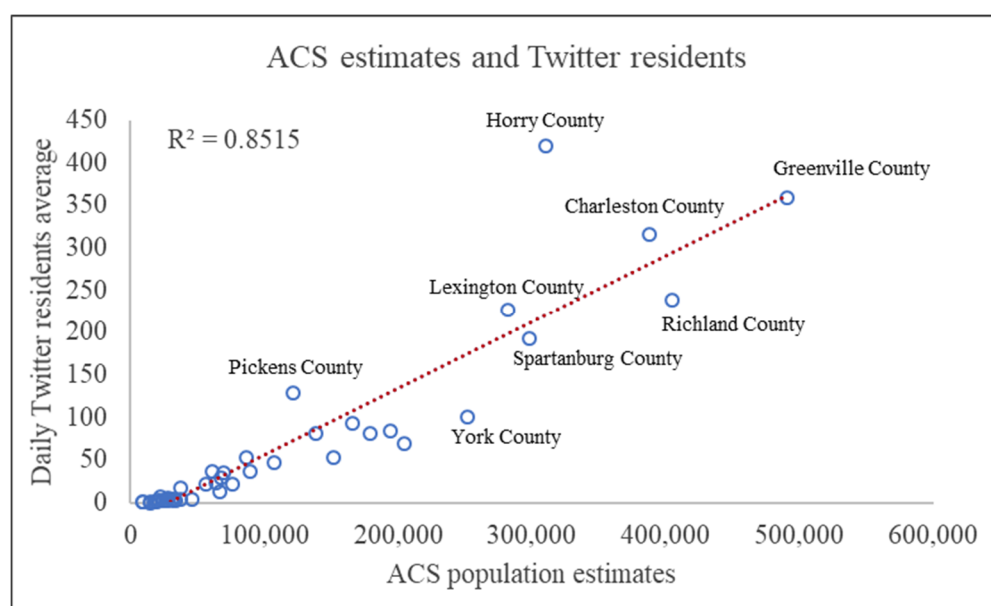 ACS estimates and Twitter residents
R² = 0.8515
Daily Twitter residents average
450
400
350
300
250
200
150
100
50
0
Horry County
Greenville County
Charleston County
Lexington County
Richland County
Spartanburg County
Pickens County
York County
0
100,000
200,000
300,000
400,000
500,000
600,000
ACS population estimates